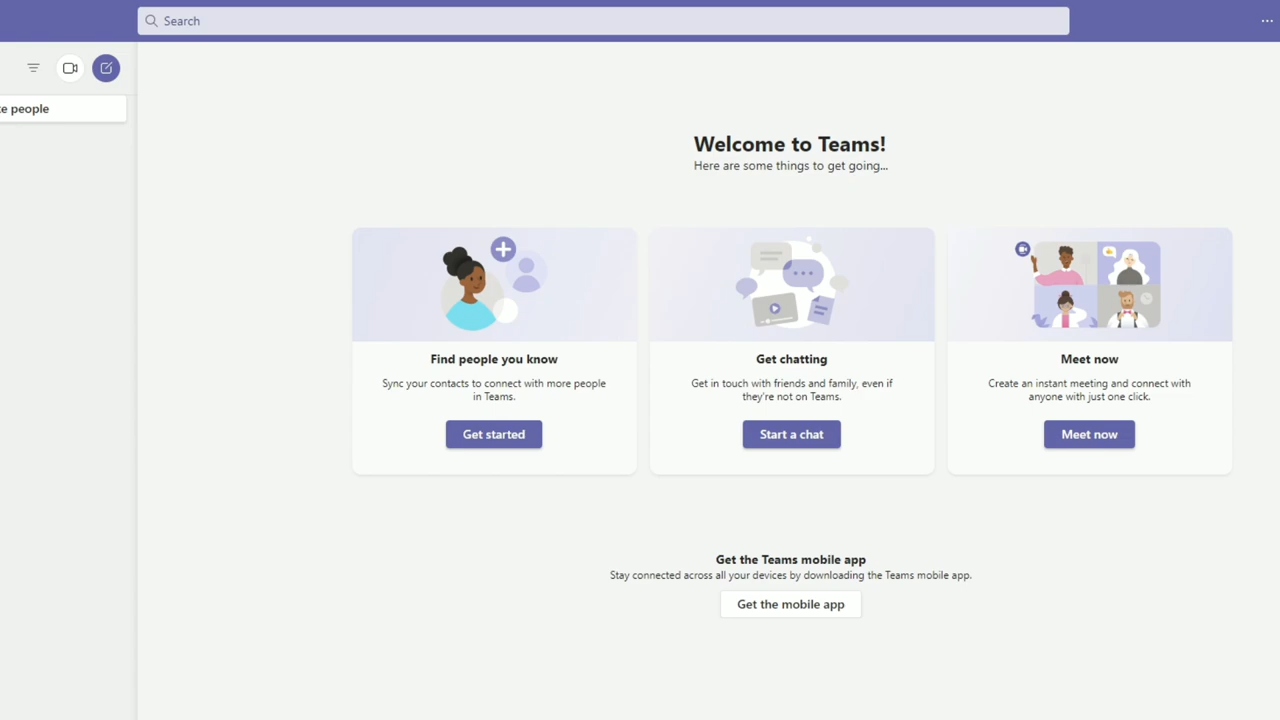 Search
people
Welcome to Teams!
Here are some things to get going...
Find people you know
Sync your contacts to connect with more people
in Teams.
Get started
Get chatting
Get in touch with friends and family, even if
they're not on Teams.
Start a chat
Meet now
Create an instant meeting and connect with
anyone with just one click.
Meet now
Get the Teams mobile app
Stay connected across all your devices by downloading the Teams mobile app.
Get the mobile app